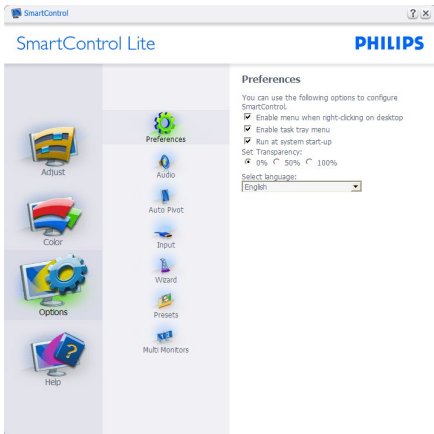 SmartControl
SmartControl Lite
PHILIPS
Adjust
Color
Options
Help
Preferences
Audio
Auto Pivot
Input
Wizard
Presets
Multi Monitors
Preferences
You can use the following options to configure
SmartControl.
Enable menu when right-clicking on desktop
Enable task tray menu
Run at system start-up
Set Transparency:
0% 50% 100%
Select language:
English